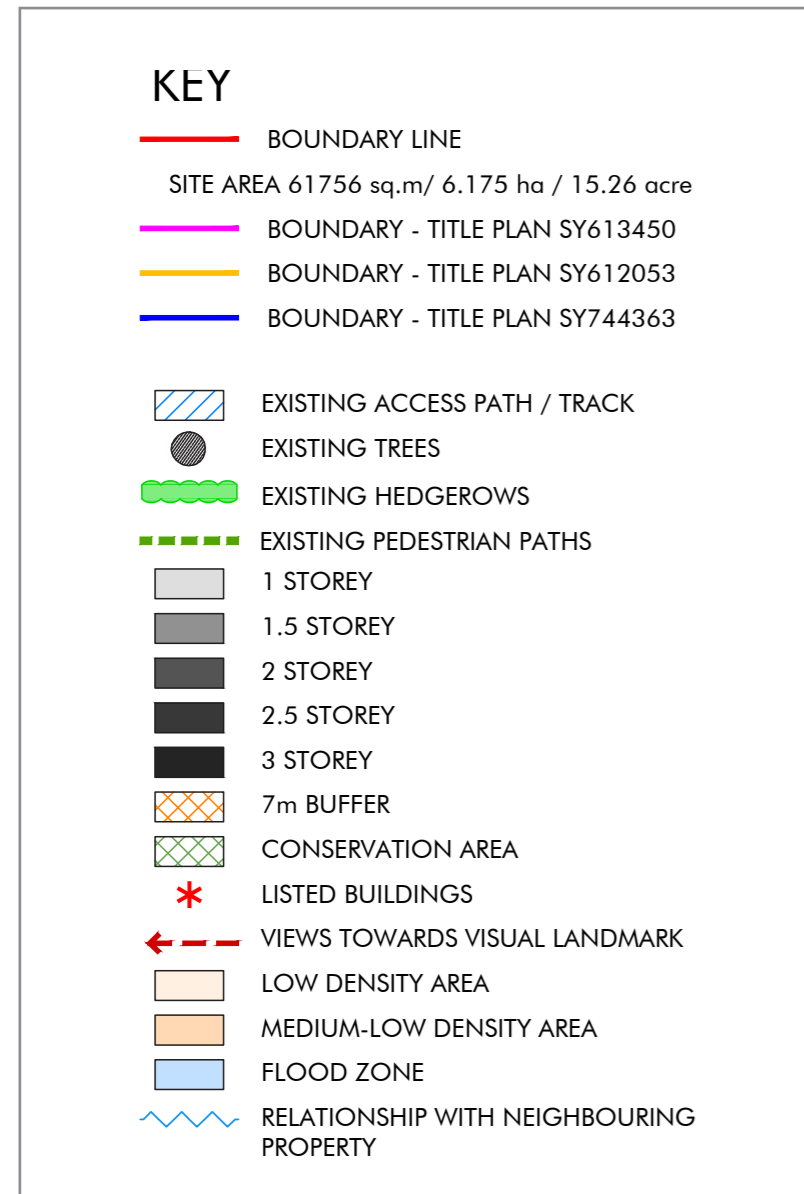 KEY
BOUNDARY LINE
SITE AREA 61756 sq.m/ 6.175 ha / 15.26 acre
BOUNDARY - TITLE PLAN SY613450
BOUNDARY - TITLE PLAN SY612053
BOUNDARY - TITLE PLAN SY744363
EXISTING ACCESS PATH / TRACK
EXISTING TREES
EXISTING HEDGEROWS
EXISTING PEDESTRIAN PATHS
1 STOREY
1.5 STOREY
2 STOREY
2.5 STOREY
3 STOREY
7m BUFFER
CONSERVATION AREA
LISTED BUILDINGS
VIEWS TOWARDS VISUAL LANDMARK
LOW DENSITY AREA
MEDIUM-LOW DENSITY AREA
FLOOD ZONE
RELATIONSHIP WITH NEIGHBOURING
PROPERTY